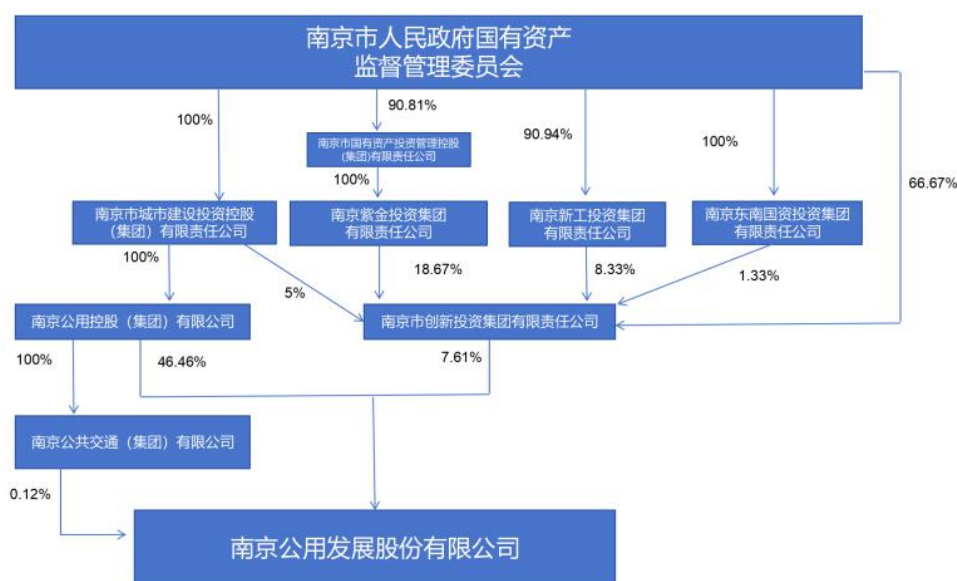 南京市人民政府国有资产
监督管理委员会
100%
90.81%
90.94%
100%
66.67%
南京市国有资产投资管理控股
(集团)有限责任公司
100%
南京市城市建设投资控股
（集团）有限责任公司
南京紫金投资集团
有限责任公司
南京新工投资集团
有限责任公司
南京东南国资投资集团
有限责任公司
100%
5%
18.67%
8.33%
1.33%
南京公用控股（集团）有限公司
南京市创新投资集团有限责任公司
100%
46.46%
7.61%
南京公共交通（集团）有限公司
0.12%
南京公用发展股份有限公司